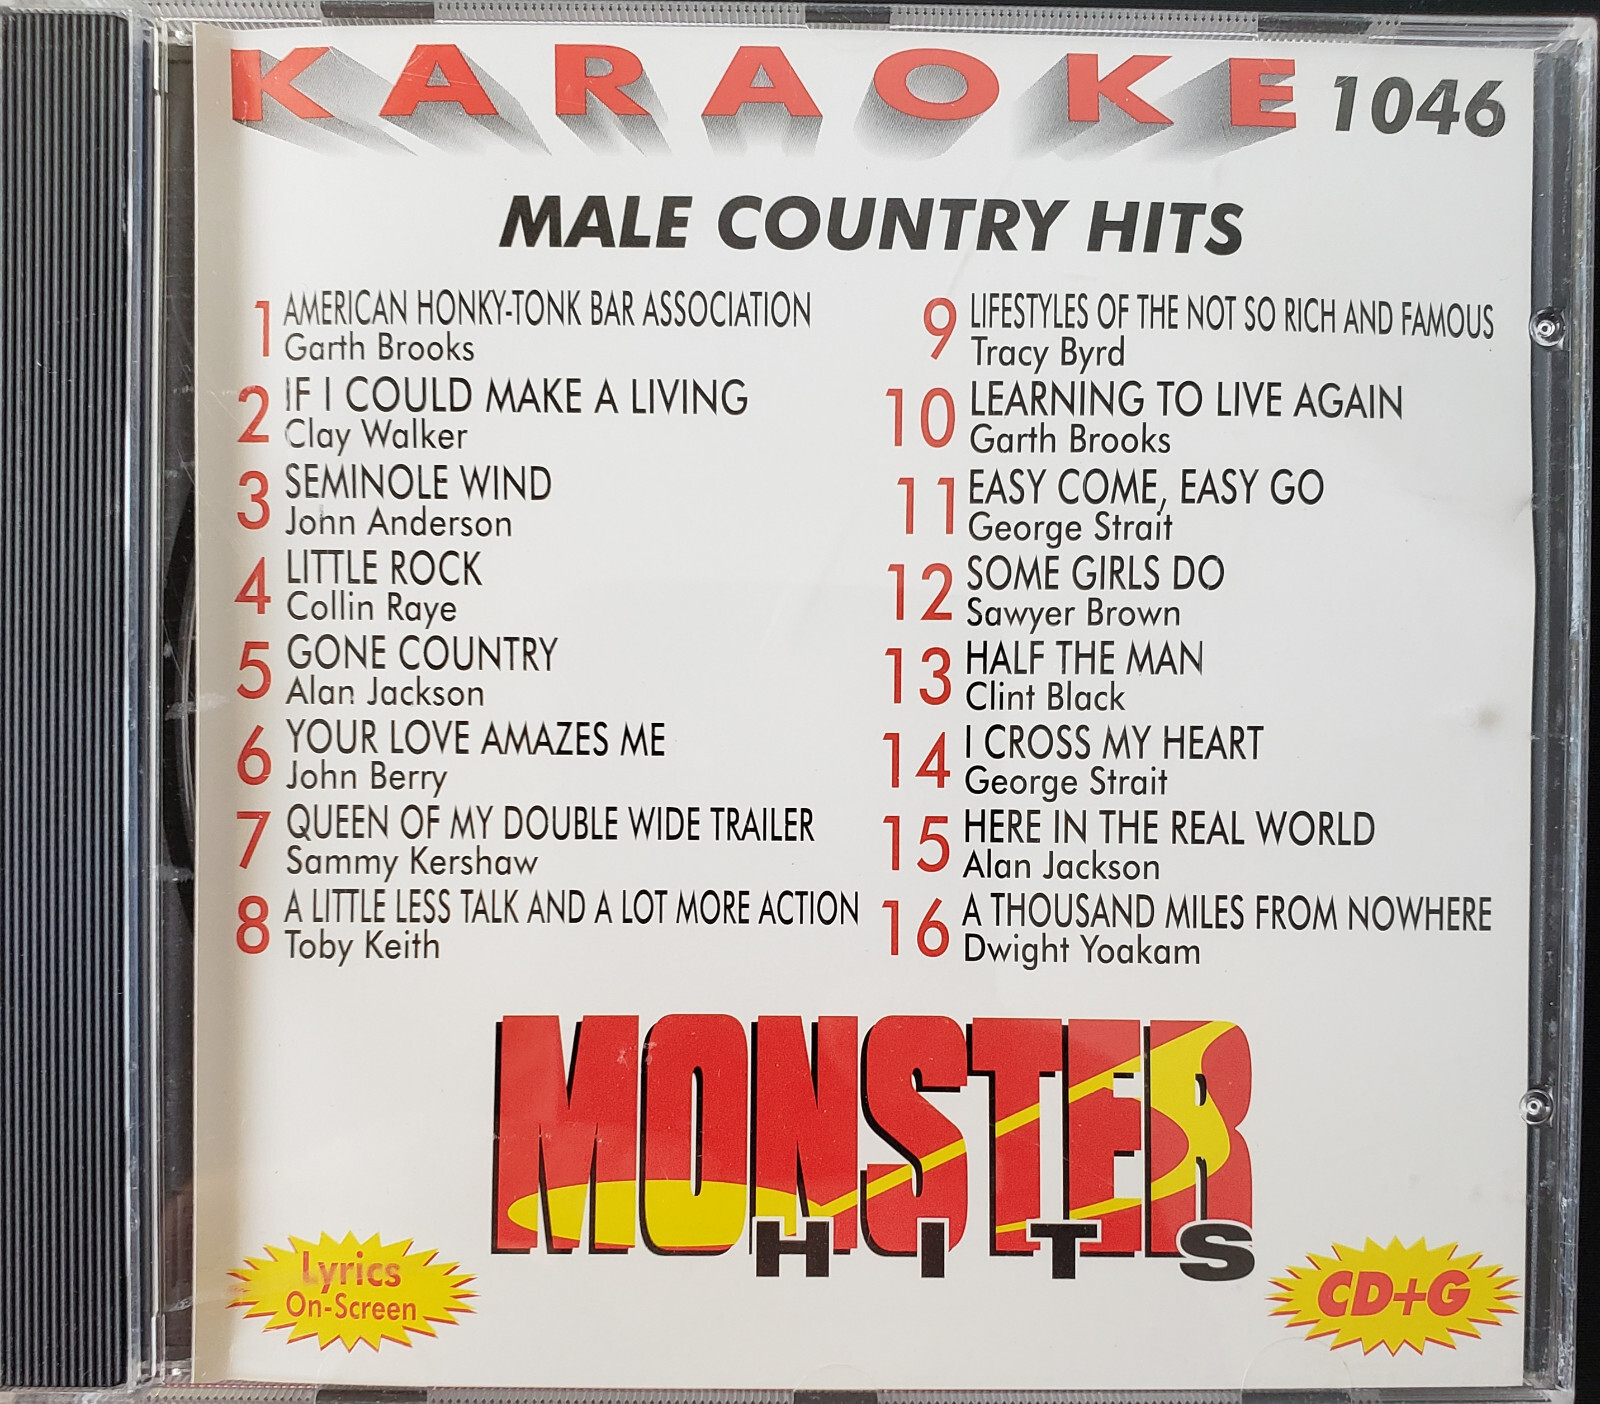 KARAOKE 1046
MALE COUNTRY HITS
1 AMERICAN HONKY-TONK BAR ASSOCIATION
Garth Brooks
2 IF I COULD MAKE A LIVING
Clay Walker
3 SEMINOLE WIND
John Anderson
4 LITTLE ROCK
Collin Raye
5 GONE COUNTRY
Alan Jackson
6 YOUR LOVE AMAZES ME
John Berry
7 QUEEN OF MY DOUBLE WIDE TRAILER
Sammy Kershaw
8 A LITTLE LESS TALK AND A LOT MORE ACTION
Toby Keith
9 LIFESTYLES OF THE NOT SO RICH AND FAMOUS
Tracy Byrd
10 LEARNING TO LIVE AGAIN
Garth Brooks
11 EASY COME, EASY GO
George Strait
12 SOME GIRLS DO
Sawyer Brown
13 HALF THE MAN
Clint Black
14 I CROSS MY HEART
George Strait
15 HERE IN THE REAL WORLD
Alan Jackson
16 A THOUSAND MILES FROM NOWHERE
Dwight Yoakam
MONSTER
HITS
Lyrics
On-Screen
CD+G